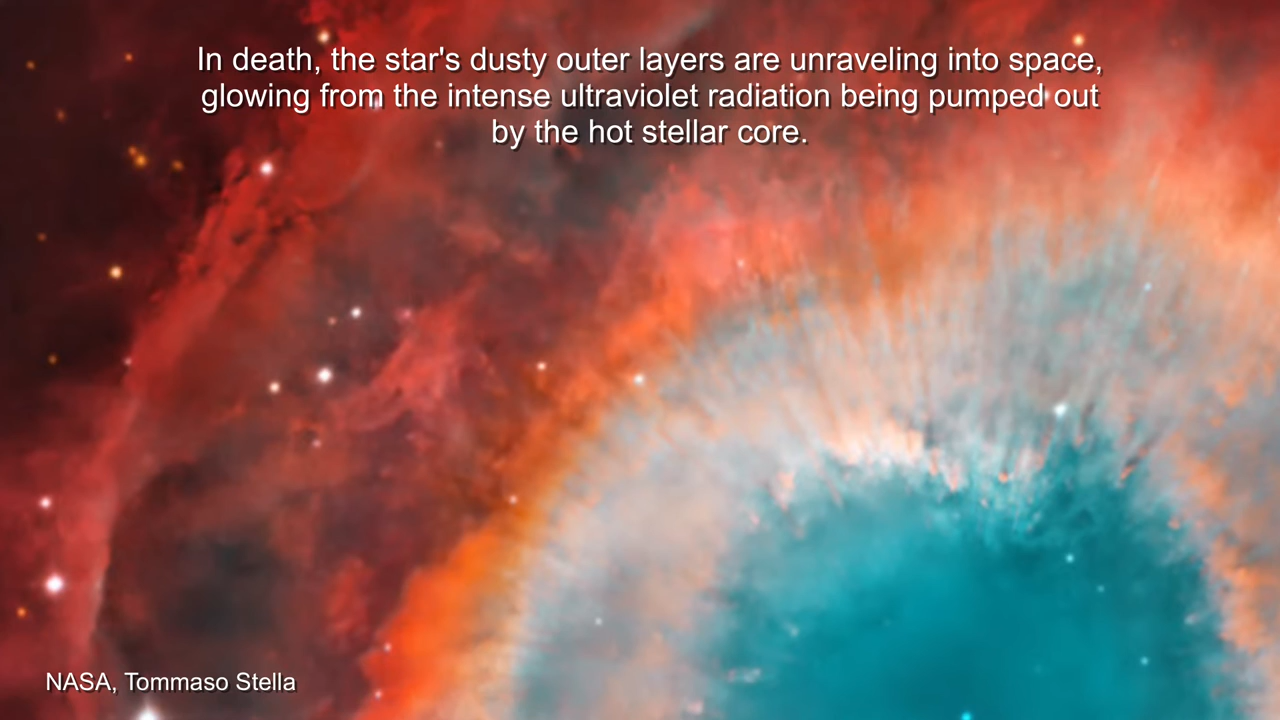 In death, the star's dusty outer layers are unraveling into space,
glowing from the intense ultraviolet radiation being pumped out
by the hot stellar core.
NASA, Tommaso Stella